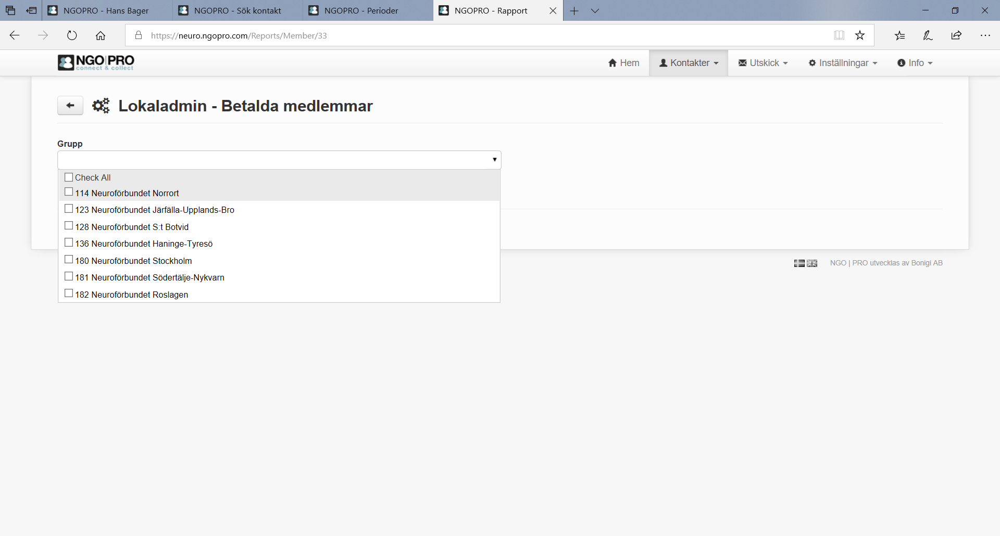 NGOPRO - Hans Bager
NGOPRO - Sök kontakt
NGOPRO - Perioder
NGOPRO - Rapport
https://neuro.ngopro.com/Reports/Member/33
NGO|PRO
connect & collect
Hem
Kontakter
Utskick
Inställningar
Info
Lokaladmin - Betalda medlemmar
Grupp
Check All
114 Neuroförbundet Norrort
123 Neuroförbundet Järfälla-Upplands-Bro
128 Neuroförbundet S:t Botvid
136 Neuroförbundet Haninge-Tyresö
180 Neuroförbundet Stockholm
181 Neuroförbundet Södertälje-Nykvarn
182 Neuroförbundet Roslagen
NGO | PRO utvecklas av Bonigi AB